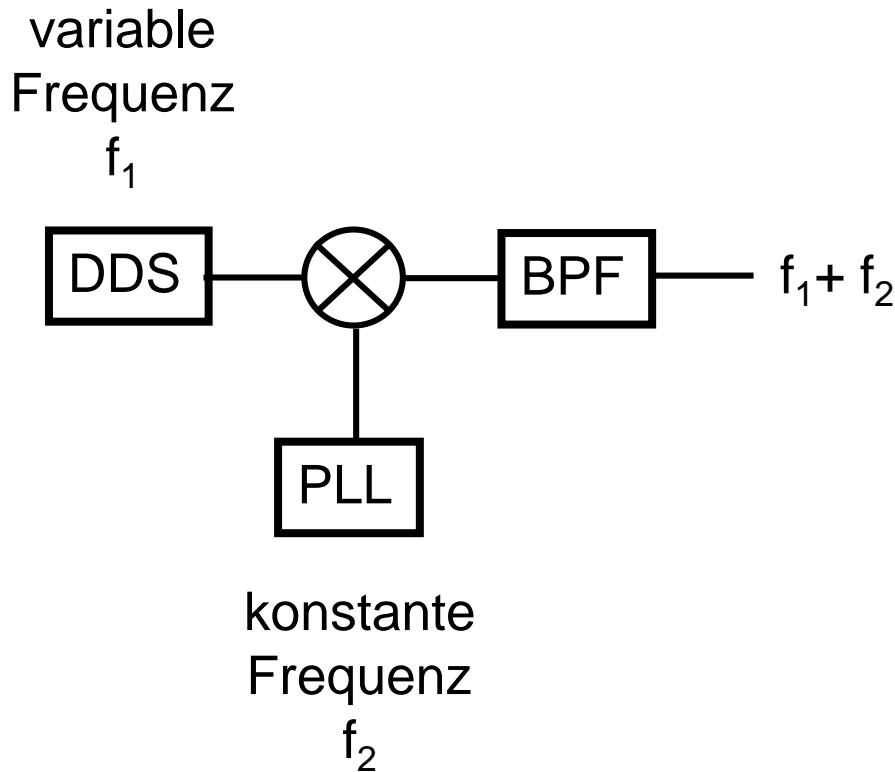 variable
Frequenz
f₁
DDS
BPF
f₁+ f₂
PLL
konstante
Frequenz
f₂